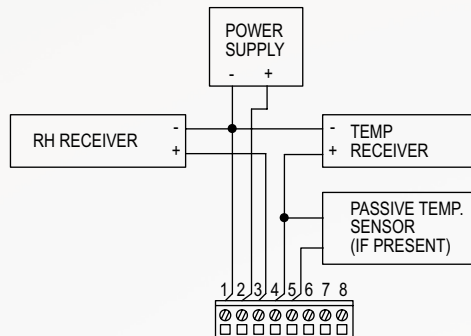 POWER
SUPPLY
- +
RH RECEIVER
-
+
-
+
TEMP
RECEIVER
PASSIVE TEMP.
SENSOR
(IF PRESENT)
1 2 3 4 5 6 7 8